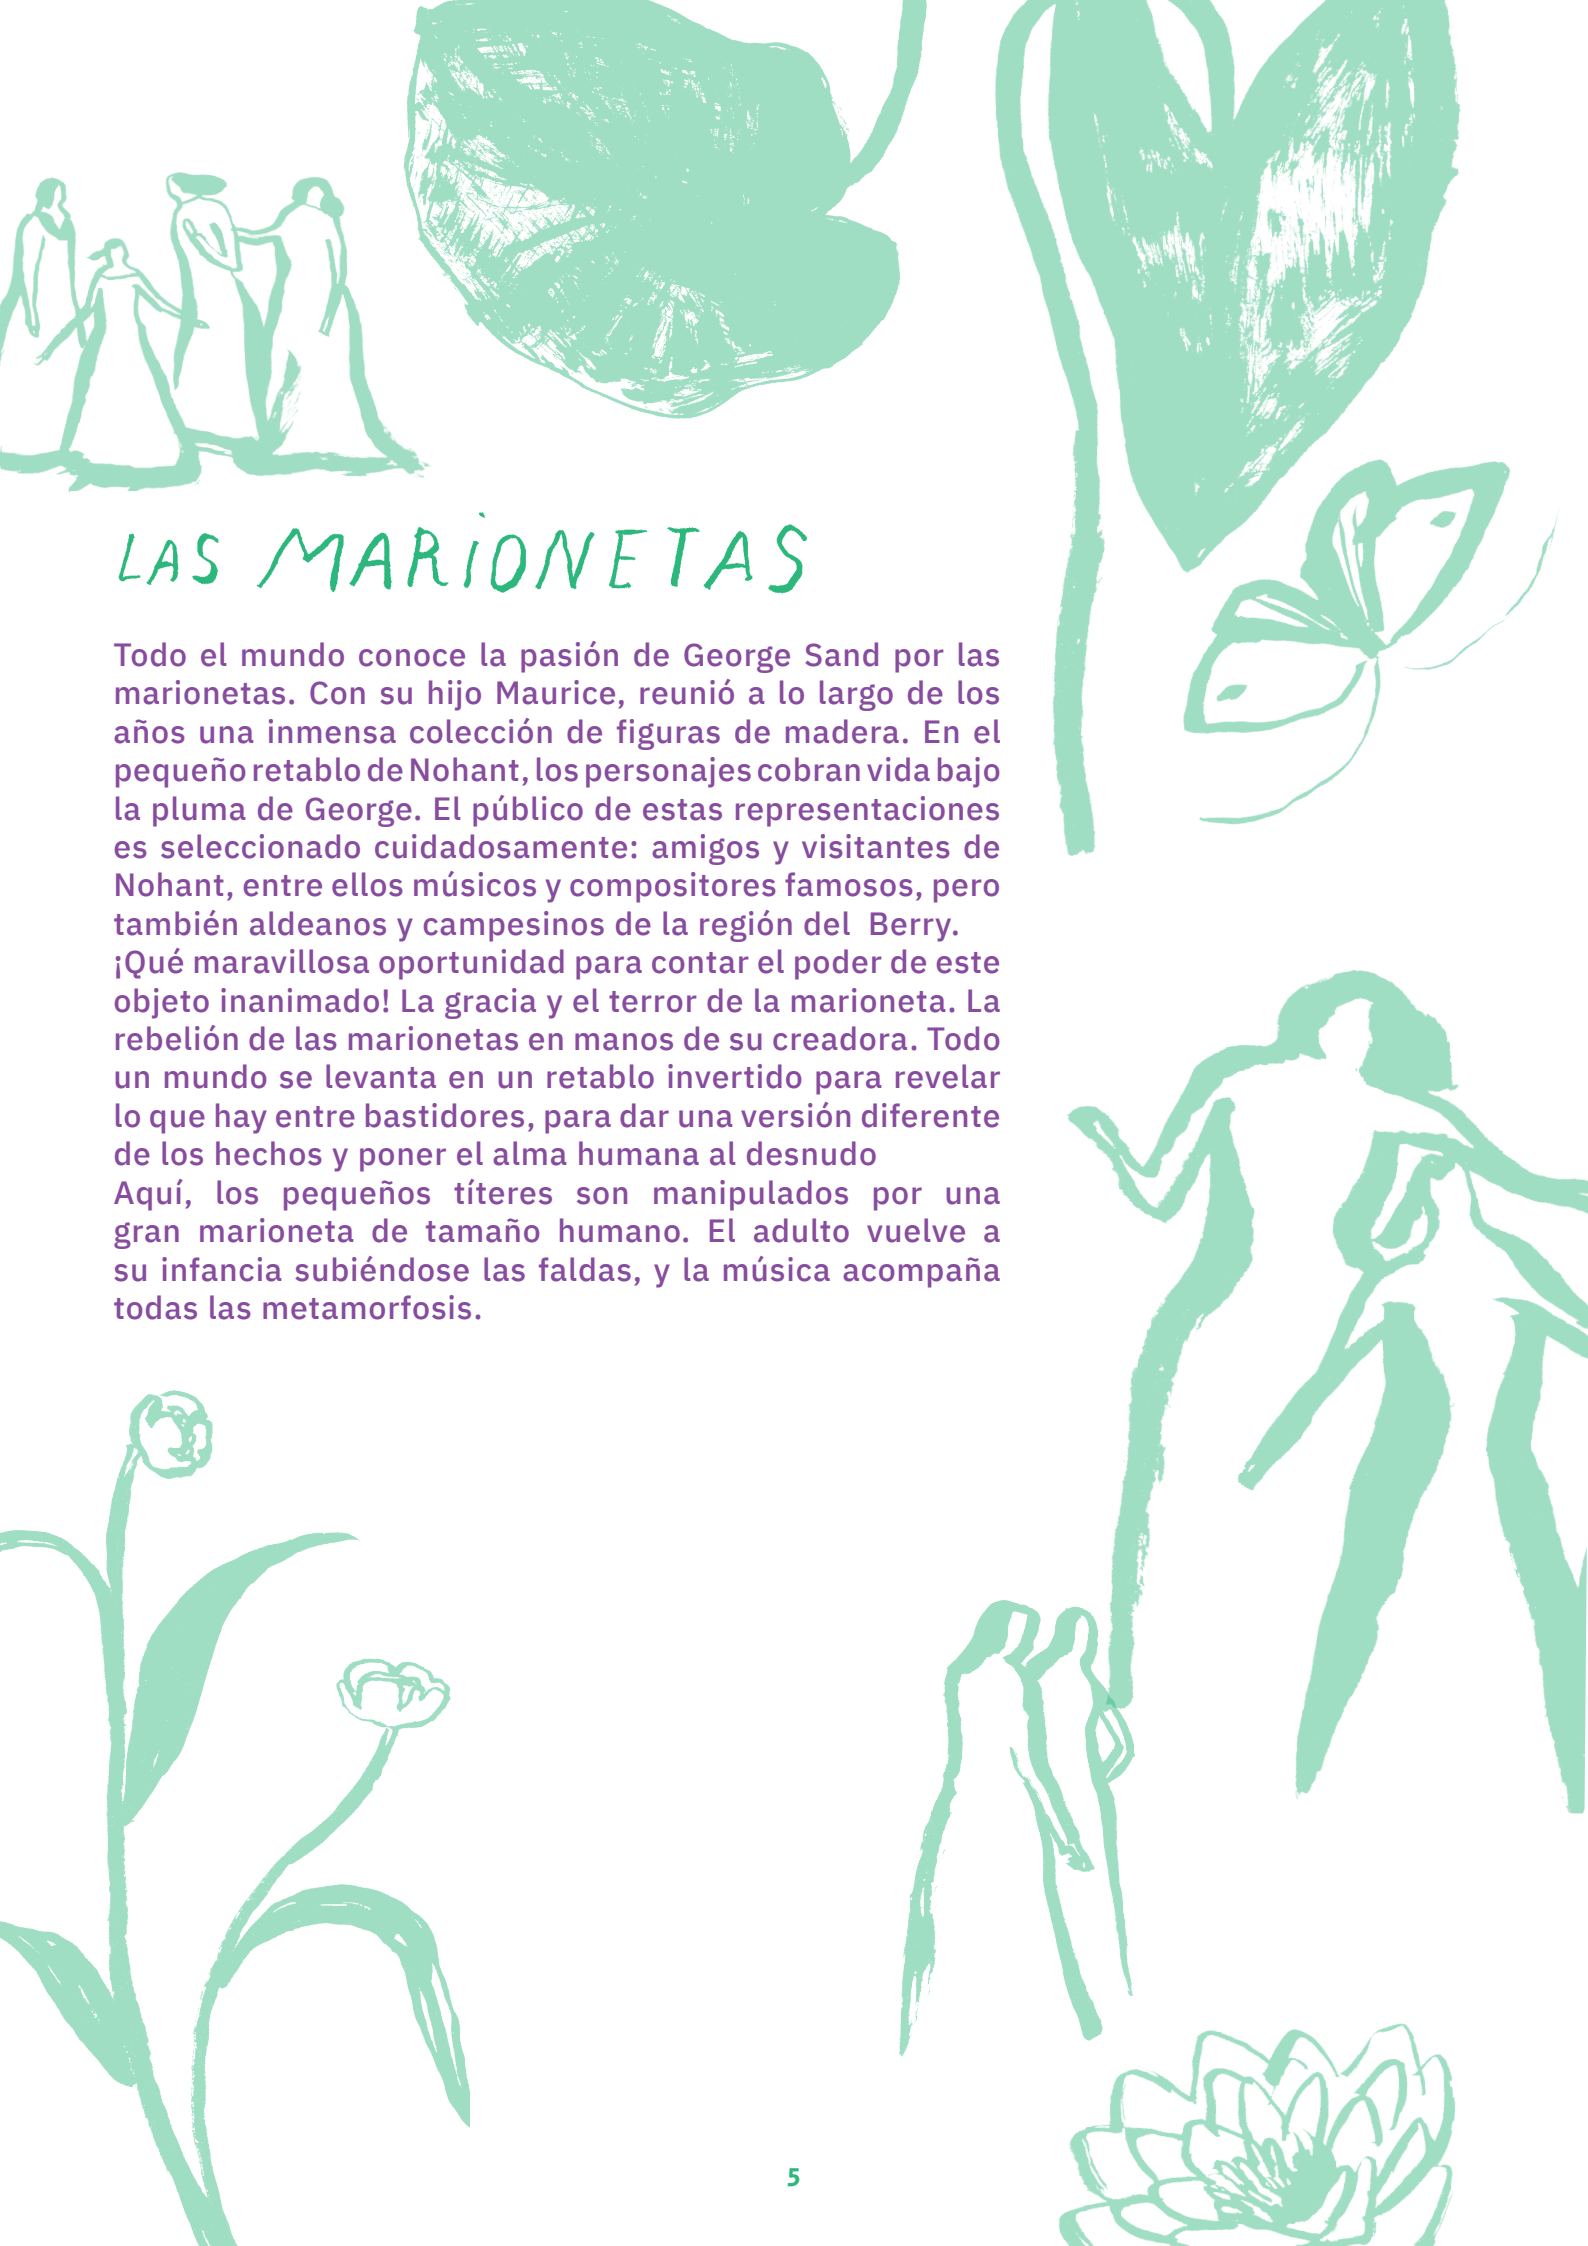 LAS MARiONETAS
Todo el mundo conoce la pasión de George Sand por las
marionetas. Con su hijo Maurice, reunió a lo largo de los
años una inmensa colección de figuras de madera. En el
pequeño retablo de Nohant, los personajes cobran vida bajo
la pluma de George. El público de estas representaciones
es seleccionado cuidadosamente: amigos y visitantes de
Nohant, entre ellos músicos y compositores famosos, pero
también aldeanos y campesinos de la región del  Berry.
¡Qué maravillosa oportunidad para contar el poder de este
objeto inanimado! La gracia y el terror de la marioneta. La
rebelión de las marionetas en manos de su creadora. Todo
un mundo se levanta en un retablo invertido para revelar
lo que hay entre bastidores, para dar una versión diferente
de los hechos y poner el alma humana al desnudo
Aquí, los pequeños títeres son manipulados por una
gran marioneta de tamaño humano. El adulto vuelve a
su infancia subiéndose las faldas, y la música acompaña
todas las metamorfosis.
5